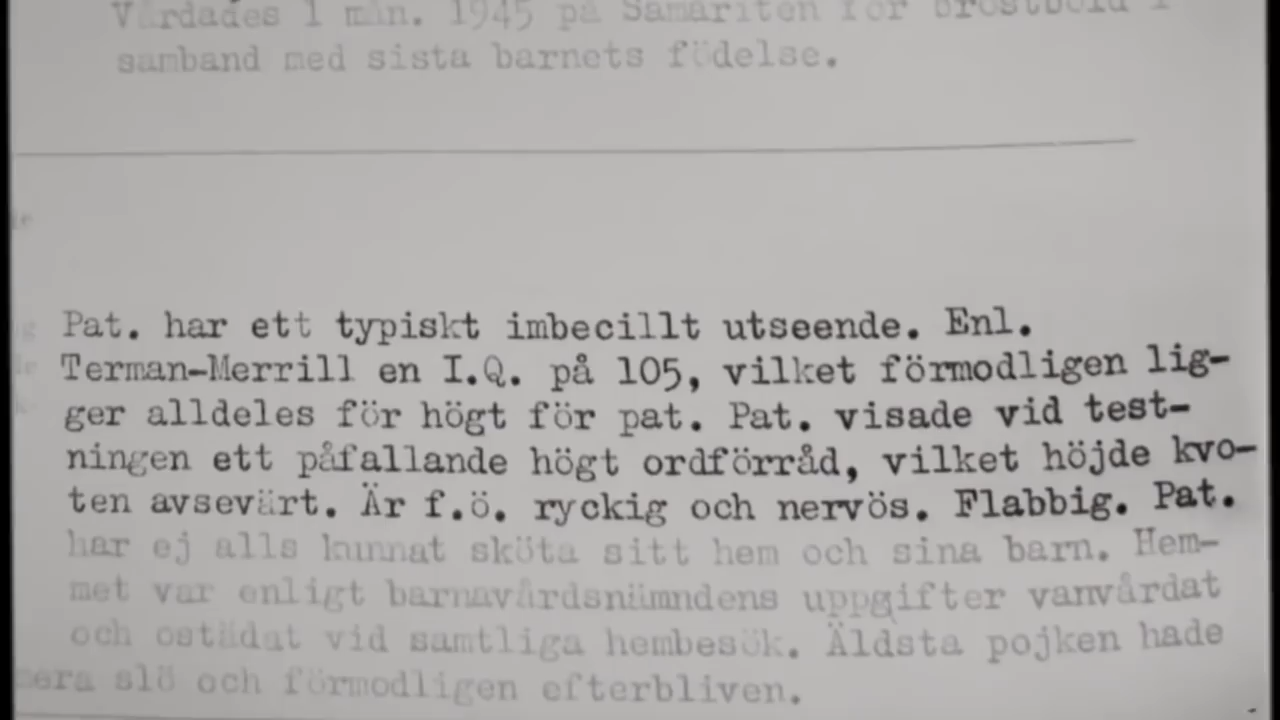 Vårdades 1 mån. 1945 på Samariten för bröstböld i
samband med sista barnets födelse.
Pat. har ett typiskt imbecillt utseende. Enl.
Terman-Merrill en I.Q. på 105, vilket förmodligen lig-
ger alldeles för högt för pat. Pat. visade vid test-
ningen ett påfallande högt ordförråd, vilket höjde kvo-
ten avsevärt. Är f.ö. ryckig och nervös. Flabbig. Pat.
har ej alls kunnat sköta sitt hem och sina barn. Hem-
met var enligt barnavårdsnämndens uppgifter vanvårdat
och ostädat vid samtliga hembesök. Äldsta pojken hade
slö och förmodligen efterbliven.